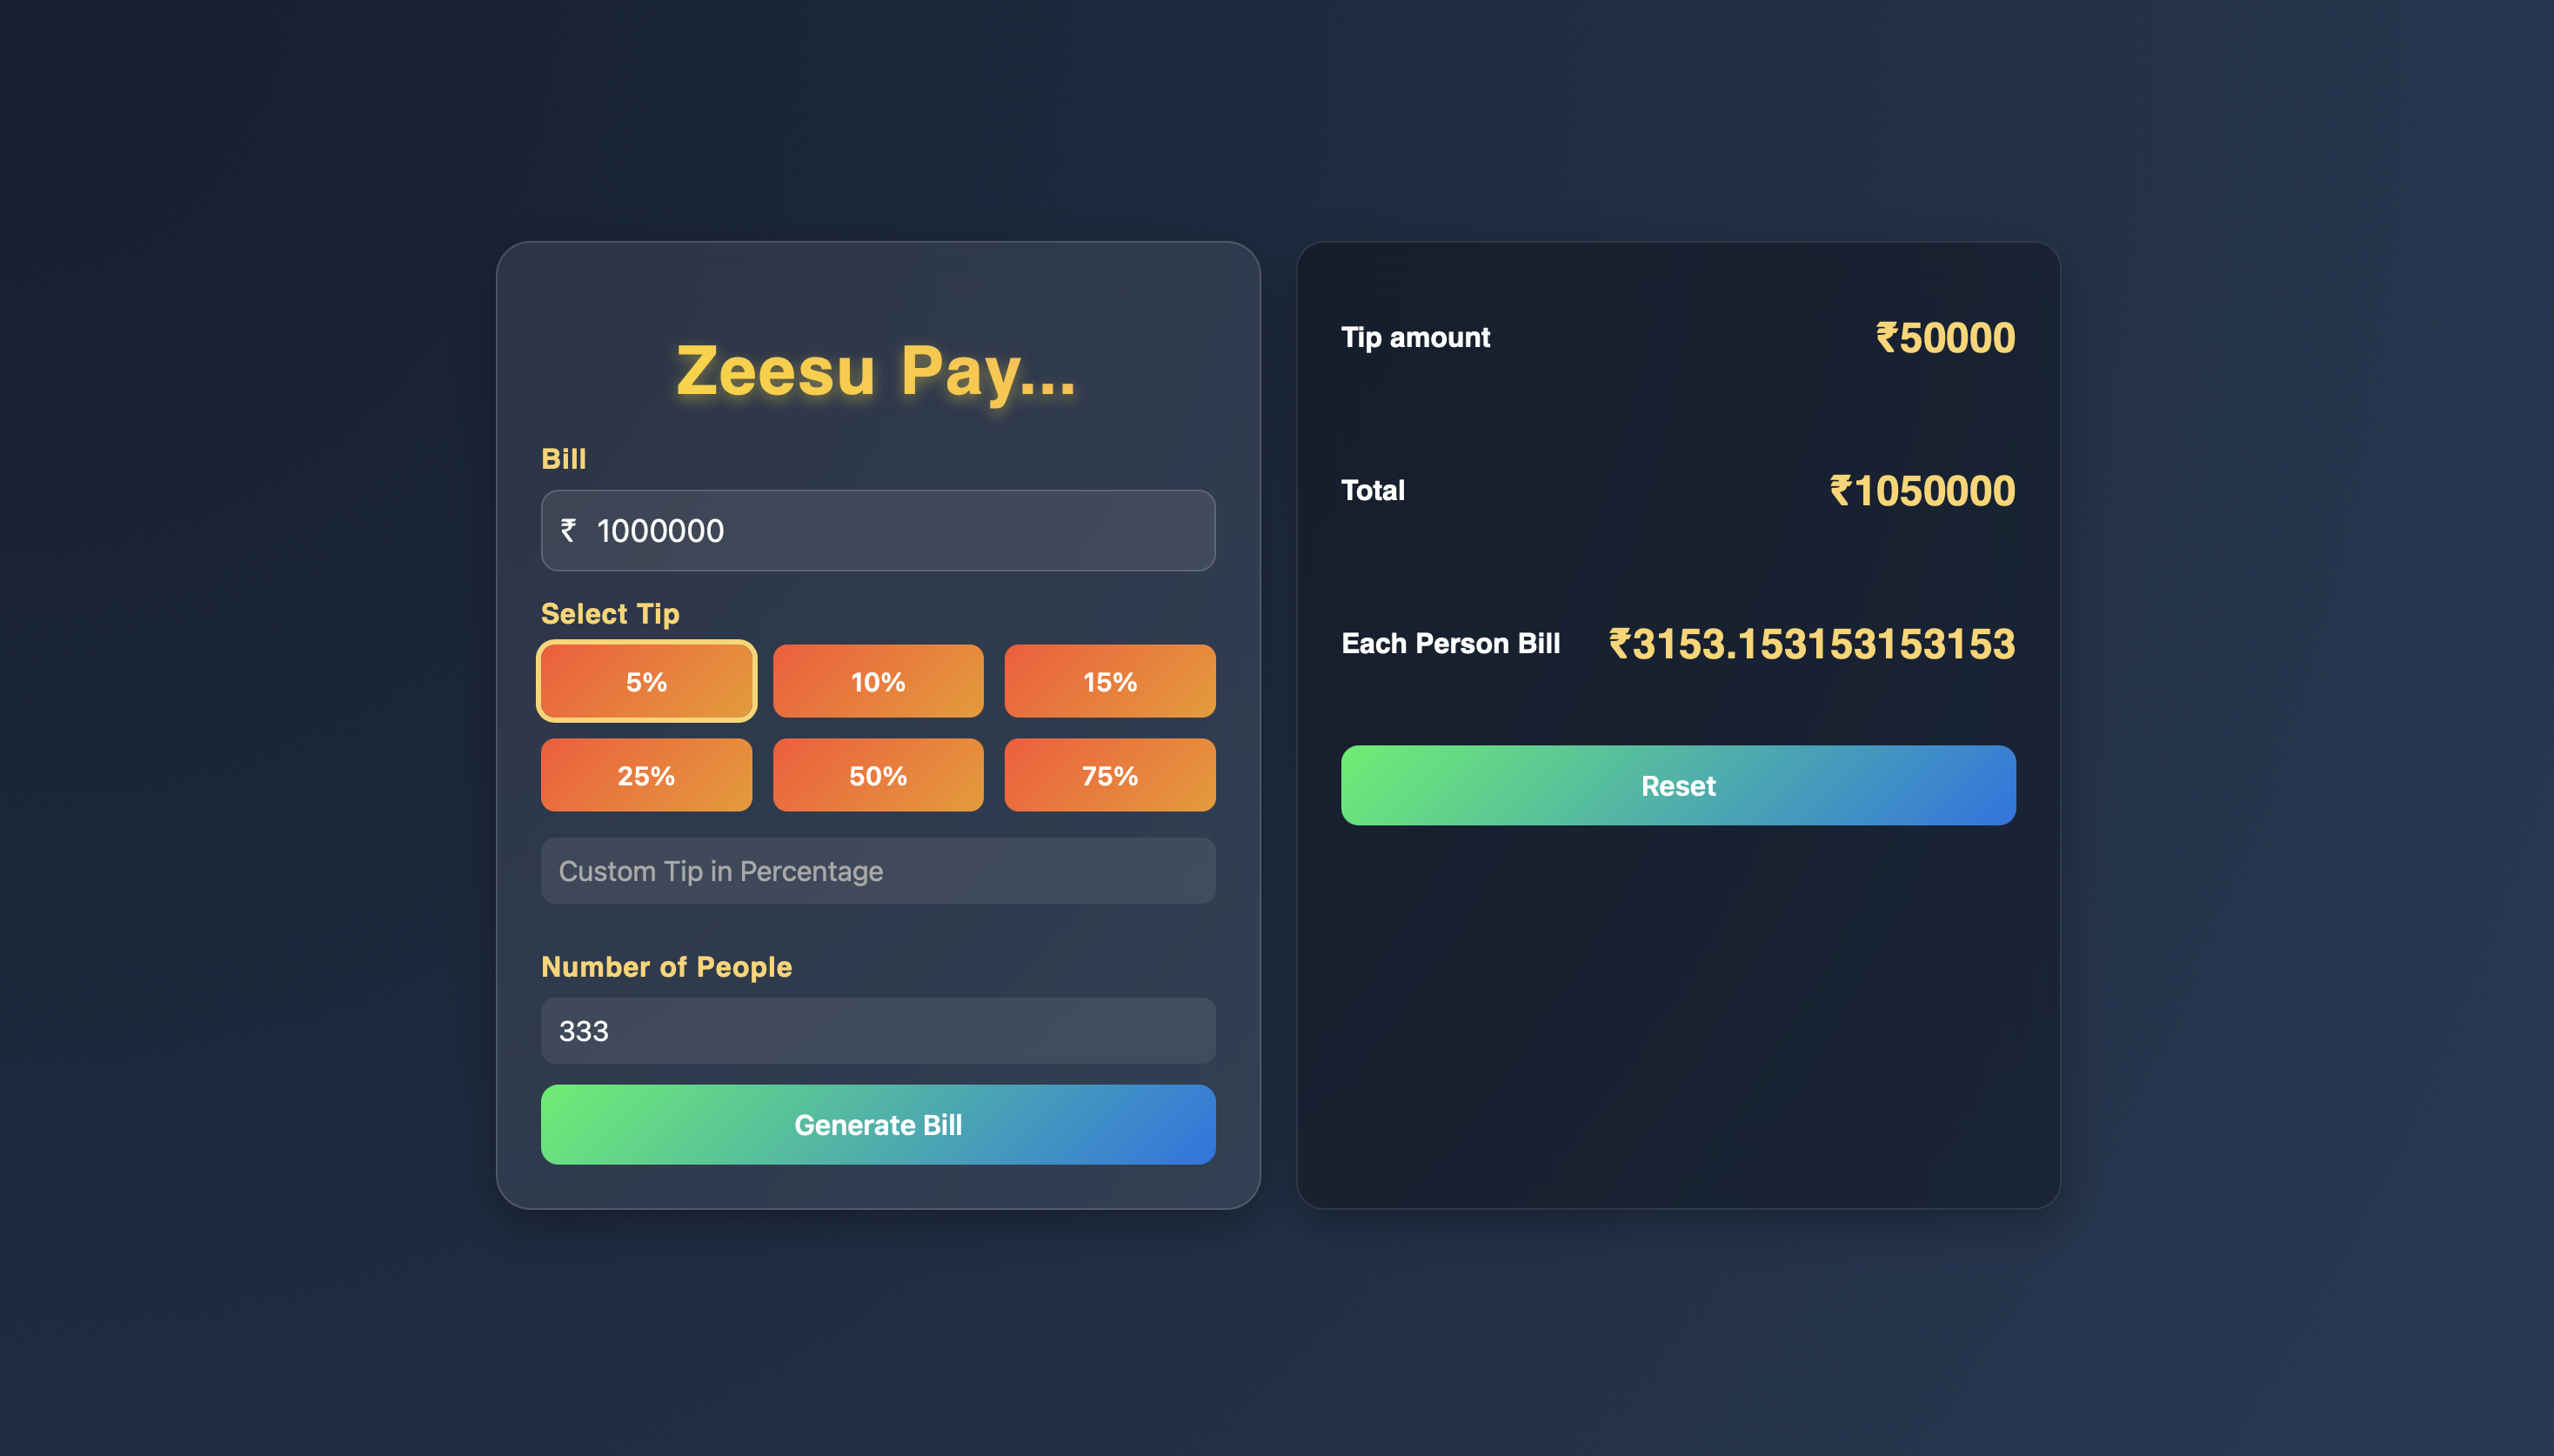 Zeesu Pay...
Bill
₹ 1000000
Select Tip
5% 10% 15%
25% 50% 75%
Custom Tip in Percentage
Number of People
333
Generate Bill
Tip amount ₹50000
Total ₹1050000
Each Person Bill ₹3153.153153153153
Reset